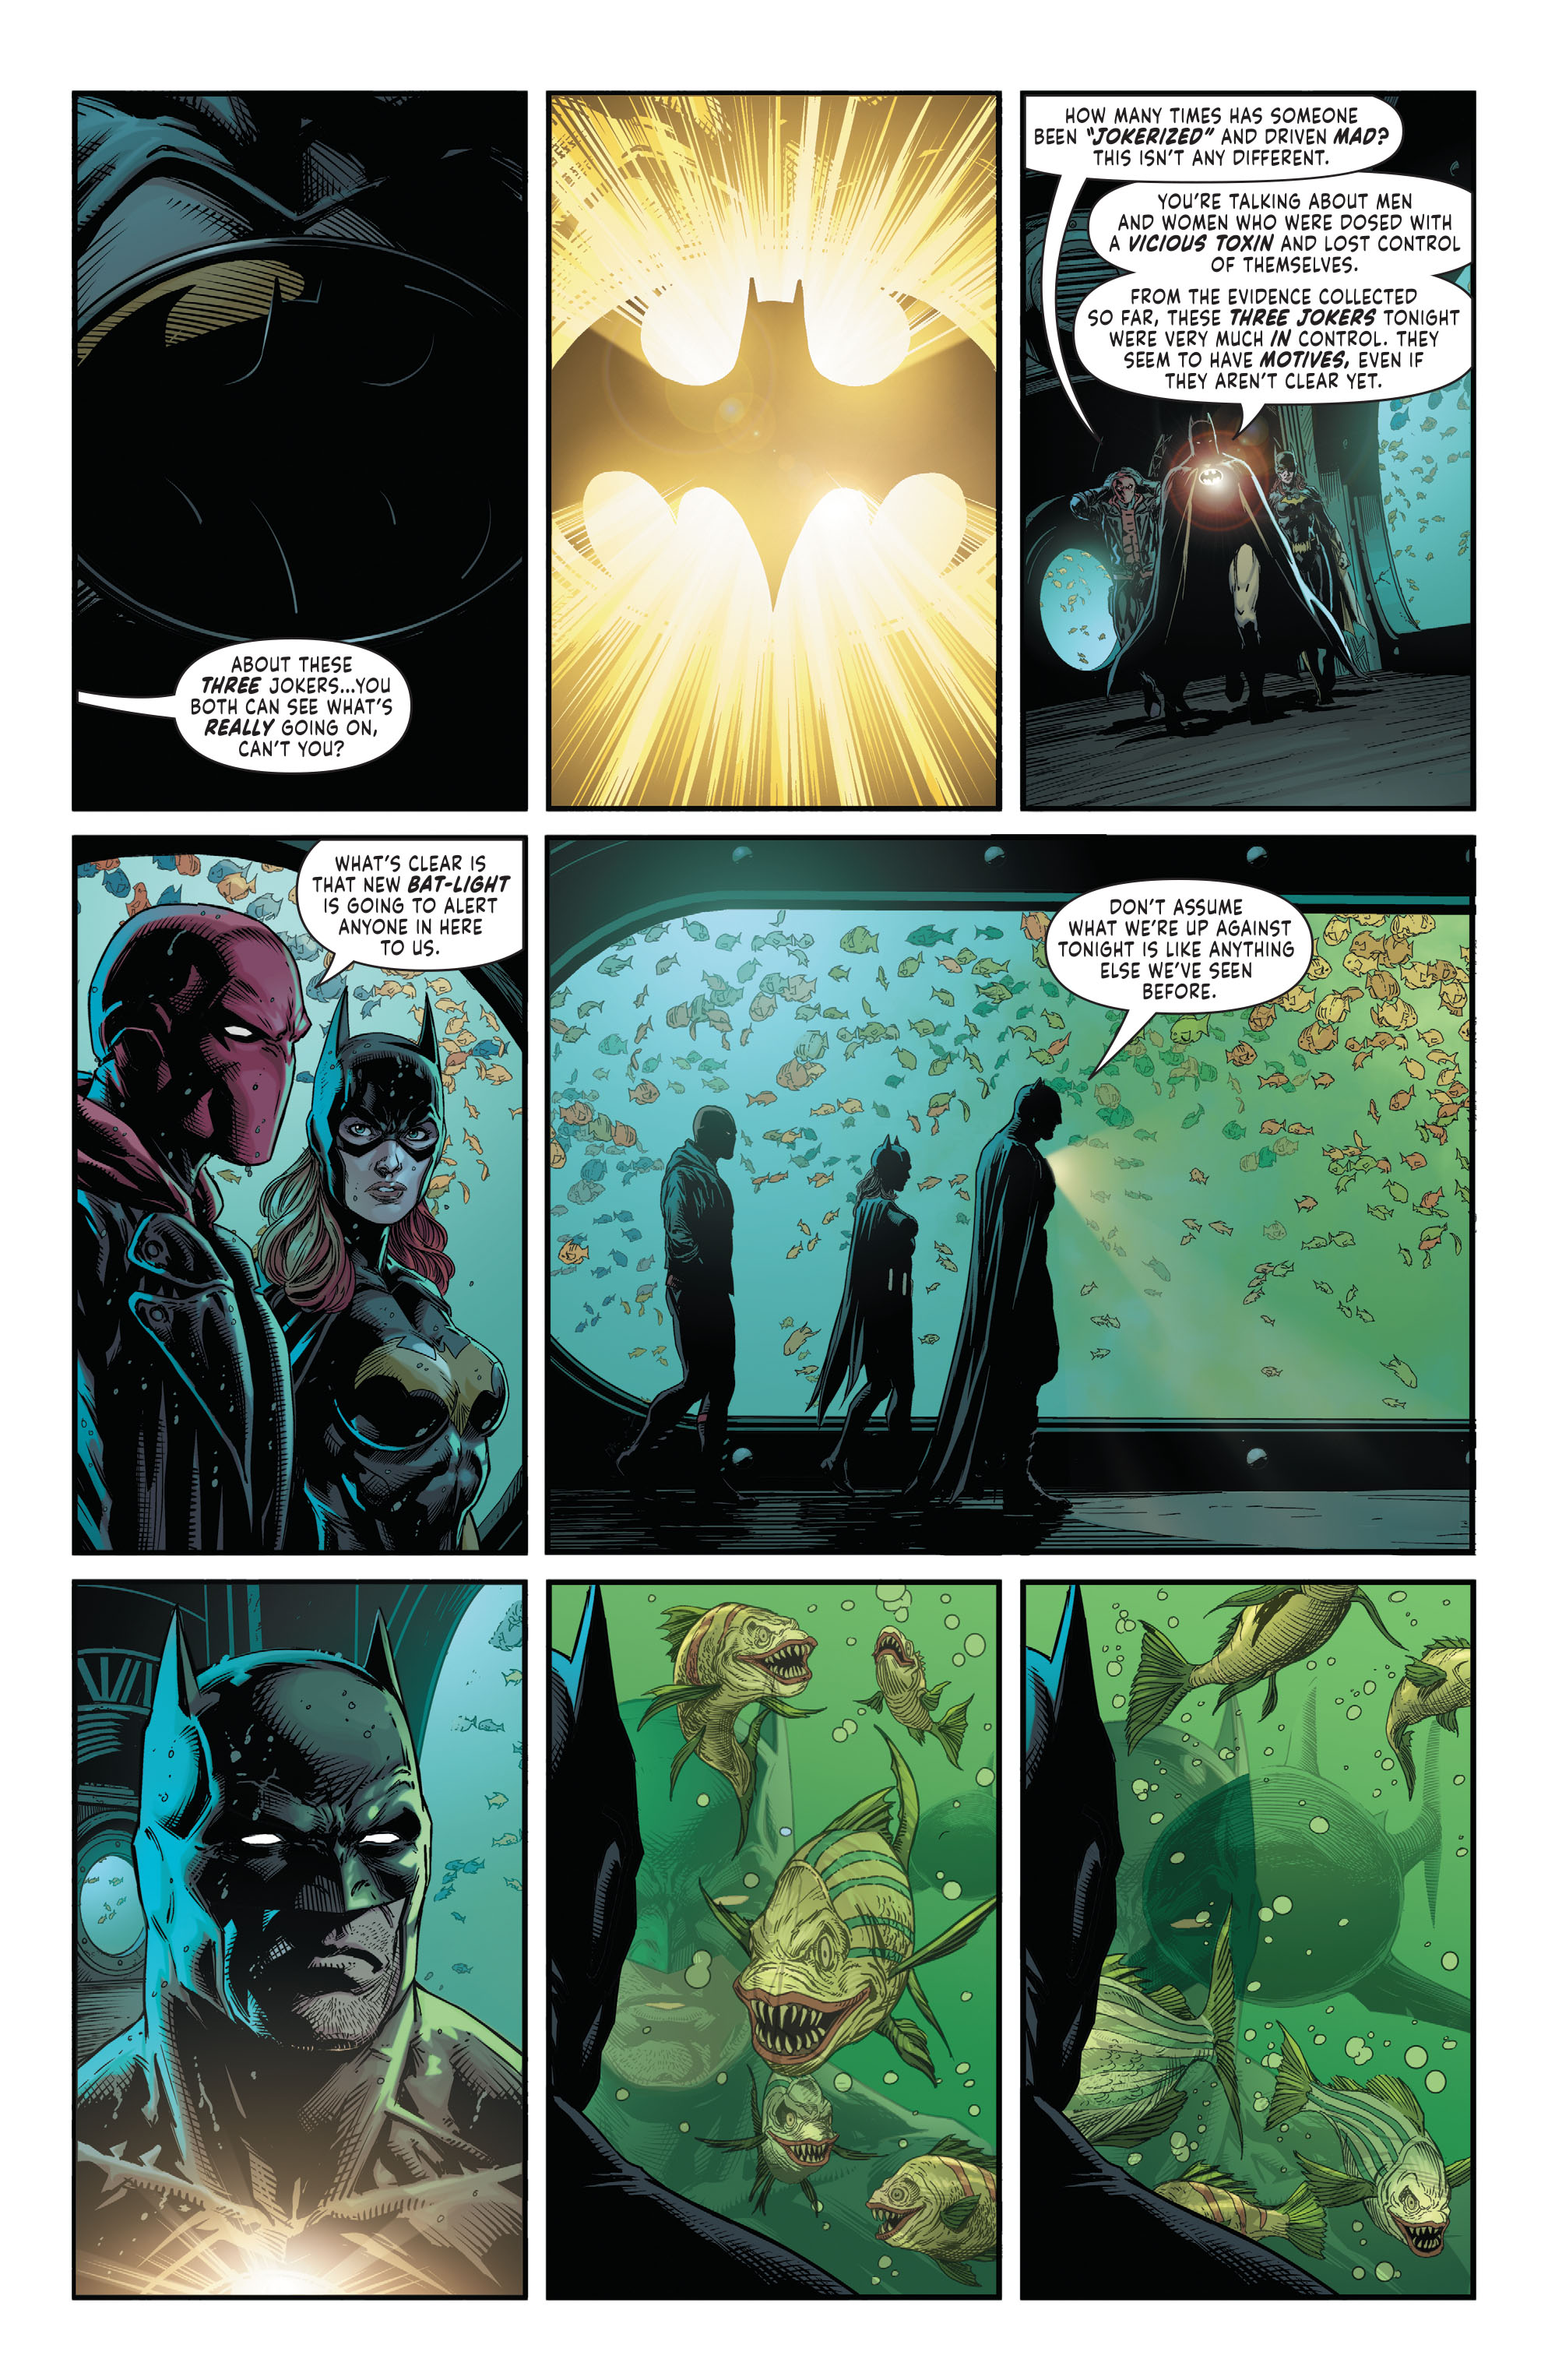 ABOUT THESE
THREE JOKERS...YOU
BOTH CAN SEE WHAT'S
REALLY GOING ON,
CAN'T YOU?
HOW MANY TIMES HAS SOMEONE
BEEN "JOKERIZED" AND DRIVEN MAD?
THIS ISN'T ANY DIFFERENT.
YOU'RE TALKING ABOUT MEN
AND WOMEN WHO WERE DOSED WITH
A VICIOUS TOXIN AND LOST CONTROL
OF THEMSELVES.
FROM THE EVIDENCE COLLECTED
SO FAR, THESE THREE JOKERS TONIGHT
WERE VERY MUCH IN CONTROL. THEY
SEEM TO HAVE MOTIVES, EVEN IF
THEY AREN'T CLEAR YET.
WHAT'S CLEAR IS
THAT NEW BAT-LIGHT
IS GOING TO ALERT
ANYONE IN HERE
TO US.
DON'T ASSUME
WHAT WE'RE UP AGAINST
TONIGHT IS LIKE ANYTHING
ELSE WE'VE SEEN
BEFORE.